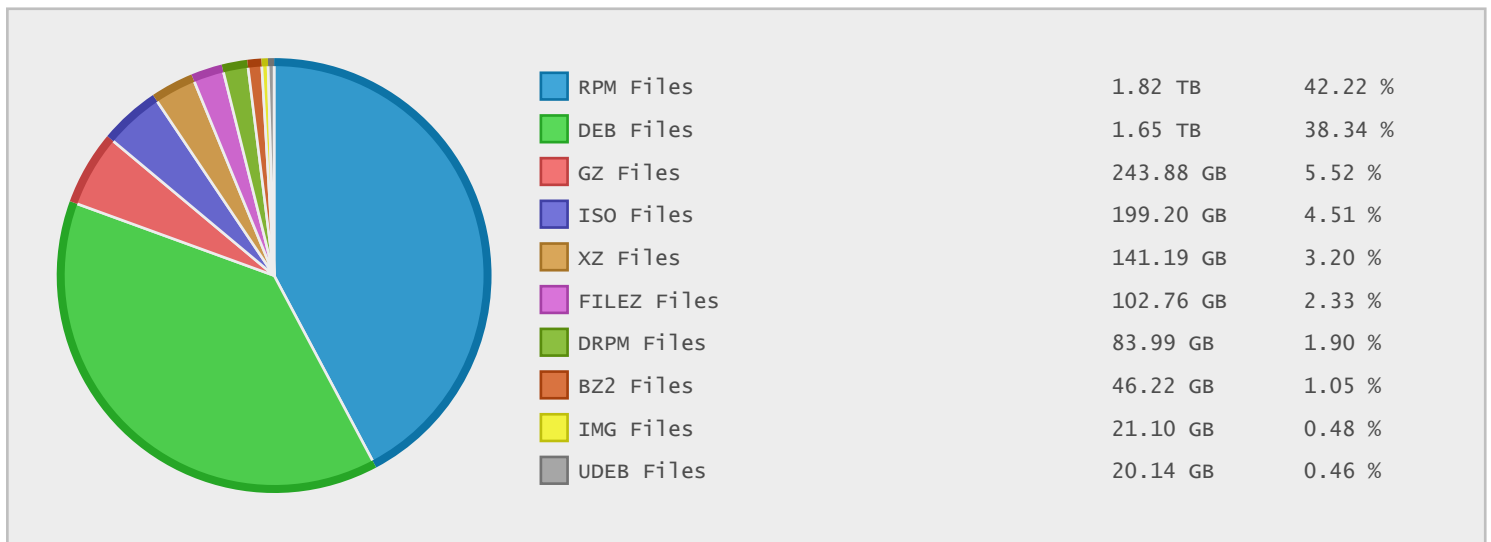 RPM Files 1.82 TB 42.22 %
DEB Files 1.65 TB 38.34 %
GZ Files 243.88 GB 5.52 %
ISO Files 199.20 GB 4.51 %
XZ Files 141.19 GB 3.20 %
FILEZ Files 102.76 GB 2.33 %
DRPM Files 83.99 GB 1.90 %
BZ2 Files 46.22 GB 1.05 %
IMG Files 21.10 GB 0.48 %
UDEB Files 20.14 GB 0.46 %